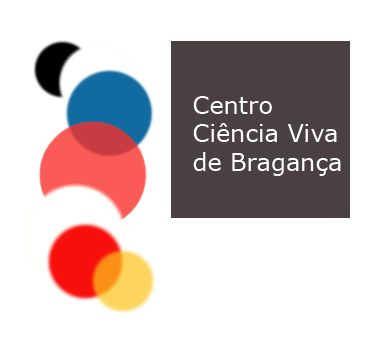 Centro
Ciência Viva
de Bragança